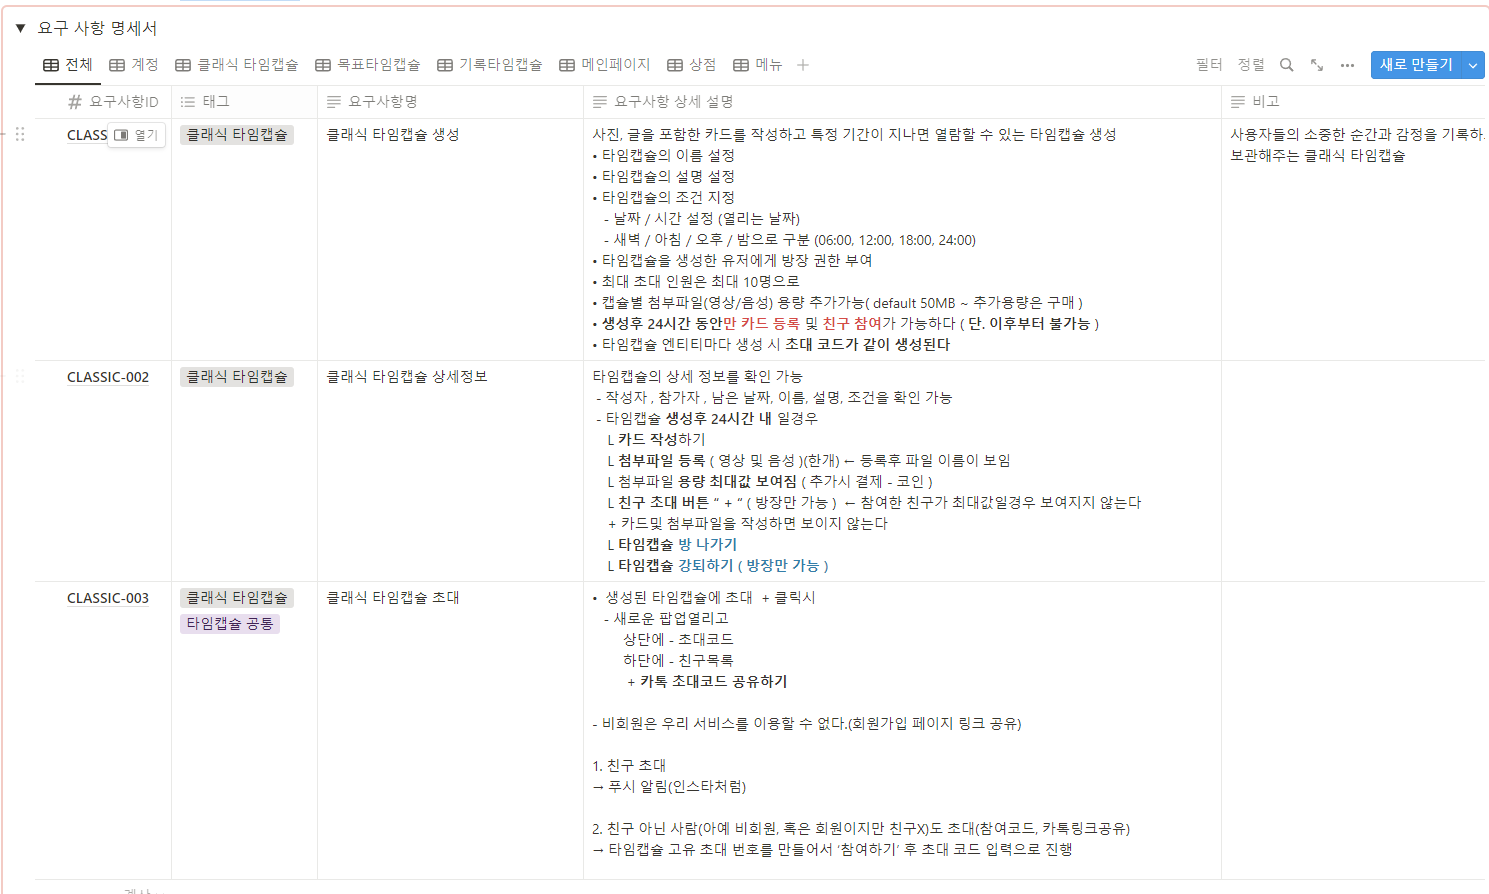 요구 사항 명세서
전체 계정 클래식 타임캡슐 목표타임캡슐 기록타임캡슐 메인페이지 상점 메뉴 필터 정렬 새로 만들기
요구사항ID 태그 요구사항명 요구사항 상세 설명 비고
CLASS 열기
클래식 타임캡슐
클래식 타임캡슐 생성
사진, 글을 포함한 카드를 작성하고 특정 기간이 지나면 열람할 수 있는 타임캡슐 생성
• 타임캡슐의 이름 설정
• 타임캡슐의 설명 설정
• 타임캡슐의 조건 지정
- 날짜 / 시간 설정 (열리는 날짜)
- 새벽 / 아침 / 오후 / 밤으로 구분 (06:00, 12:00, 18:00, 24:00)
• 타임캡슐을 생성한 유저에게 방장 권한 부여
• 최대 초대 인원은 최대 10명으로
• 캡슐별 첨부파일(영상/음성) 용량 추가가능( default 50MB ~ 추가용량은 구매 )
• 생성후 24시간 동안만 카드 등록 및 친구 참여가 가능하다 ( 단. 이후부터 불가능 )
• 타임캡슐 엔티티마다 생성 시 초대 코드가 같이 생성된다
사용자들의 소중한 순간과 감정을 기록하
보관해주는 클래식 타임캡슐
CLASSIC-002
클래식 타임캡슐
클래식 타임캡슐 상세정보
타임캡슐의 상세 정보를 확인 가능
- 작성자 , 참가자 , 남은 날짜, 이름, 설명, 조건을 확인 가능
- 타임캡슐 생성후 24시간 내 일경우
L 카드 작성하기
L 첨부파일 등록 ( 영상 및 음성 )(한개) ← 등록후 파일 이름이 보임
L 첨부파일 용량 최대값 보여짐 ( 추가시 결제 - 코인 )
L 친구 초대 버튼 “ + “ ( 방장만 가능 ) ← 참여한 친구가 최대값일경우 보여지지 않는다
+ 카드및 첨부파일을 작성하면 보이지 않는다
L 타임캡슐 방 나가기
L 타임캡슐 강퇴하기 ( 방장만 가능 )
CLASSIC-003
클래식 타임캡슐
타임캡슐 공통
클래식 타임캡슐 초대
• 생성된 타임캡슐에 초대 + 클릭시
- 새로운 팝업열리고
상단에 - 초대코드
하단에 - 친구목록
+ 카톡 초대코드 공유하기
- 비회원은 우리 서비스를 이용할 수 없다.(회원가입 페이지 링크 공유)
1. 친구 초대
→ 푸시 알림(인스타처럼)
2. 친구 아닌 사람(아예 비회원, 혹은 회원이지만 친구X)도 초대(참여코드, 카톡링크공유)
→ 타임캡슐 고유 초대 번호를 만들어서 ‘참여하기’ 후 초대 코드 입력으로 진행